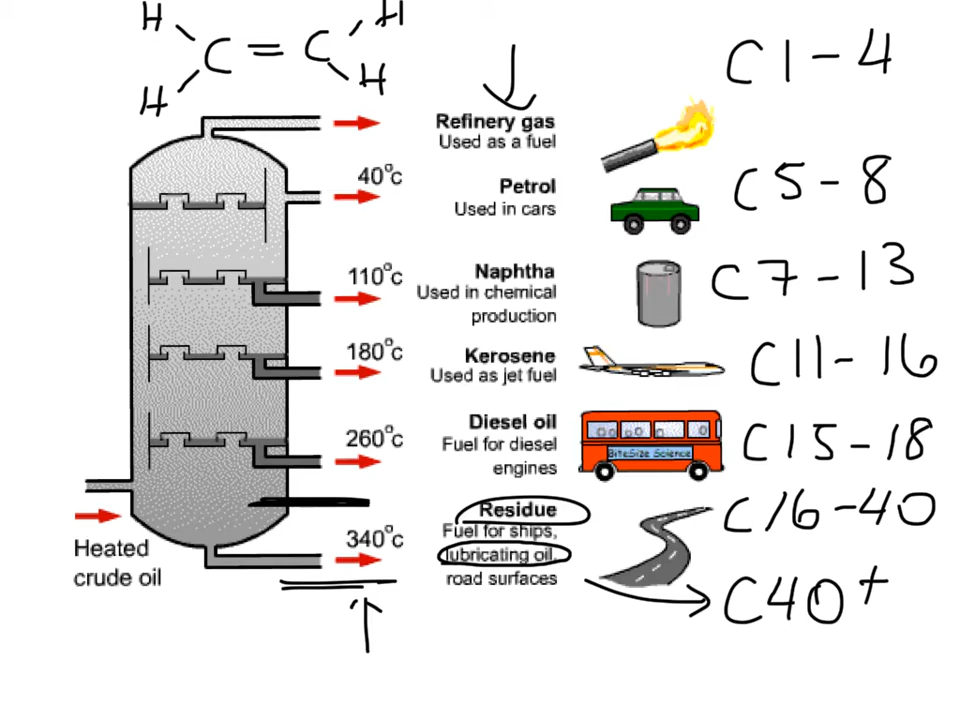 H H
C = C
H H
C1-4
Refinery gas
Used as a fuel
40°c
Petrol
Used in cars
C5-8
110°c
Naphtha
Used in chemical
production
C7-13
180°c
Kerosene
Used as jet fuel
C11-16
260°c
Diesel oil
Fuel for diesel
engines
BiteSize Science
C15-18
Heated
crude oil
340°c
Residue
Fuel for ships,
lubricating oil,
road surfaces
C16-40
C40+